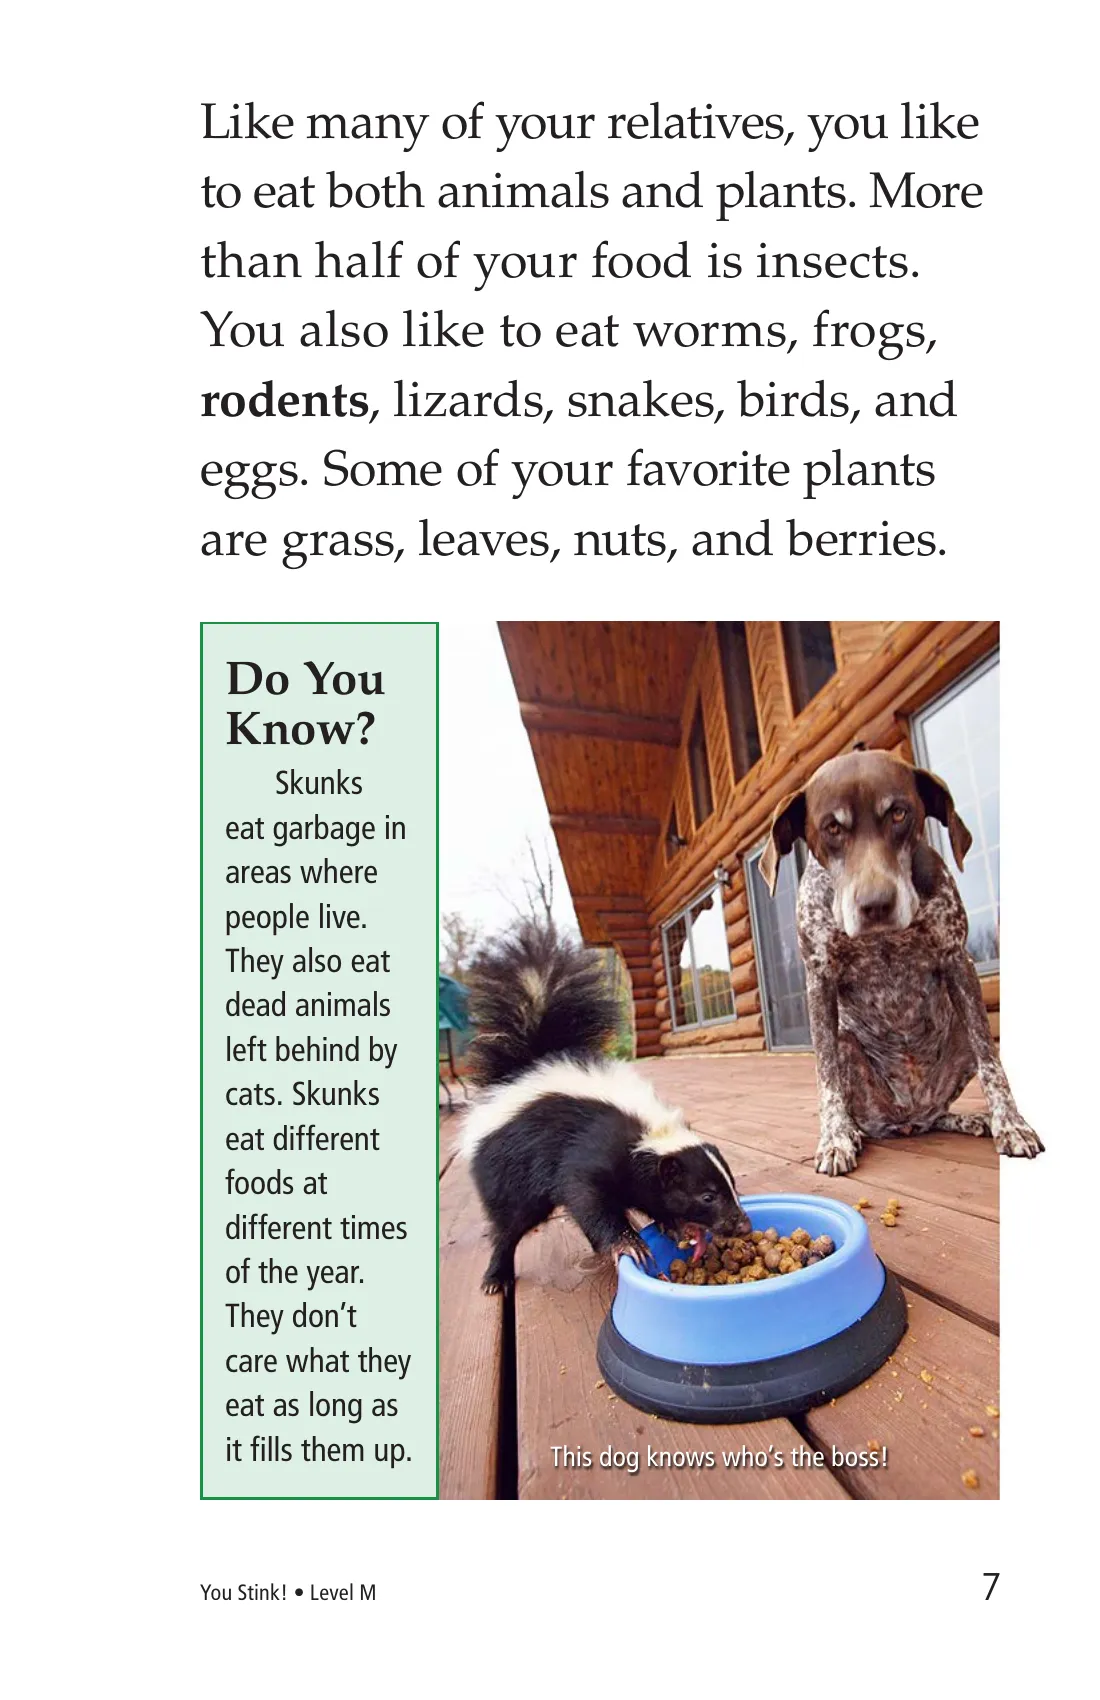 Like many of your relatives, you like
to eat both animals and plants. More
than half of your food is insects.
You also like to eat worms, frogs,
rodents, lizards, snakes, birds, and
eggs. Some of your favorite plants
are grass, leaves, nuts, and berries.
Do You
Know?
Skunks
eat garbage in
areas where
people live.
They also eat
dead animals
left behind by
cats. Skunks
eat different
foods at
different times
of the year.
They don’t
care what they
eat as long as
it fills them up.
This dog knows who’s the boss!
You Stink! • Level M
7